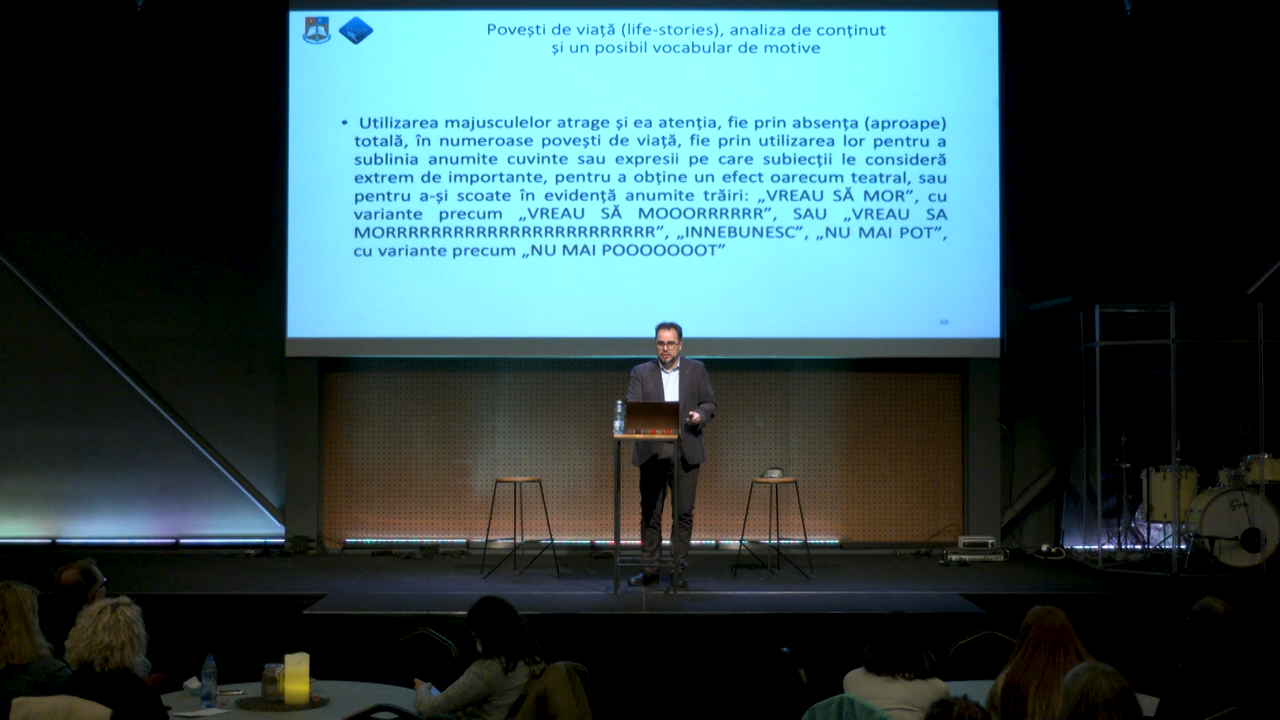 Povești de viață (life-stories), analiza de conținut
și un posibil vocabular de motive
• Utilizarea majusculelor atrage și ea atenția, fie prin absența (aproape)
totală, în numeroase povești de viață, fie prin utilizarea lor pentru a
sublinia anumite cuvinte sau expresii pe care subiecții le consideră
extrem de importante, pentru a obține un efect oarecum teatral, sau
pentru a-și scoate în evidență anumite trăiri: „VREAU SĂ MOR”, cu
variante precum „VREAU SĂ MOOORRRRRR”, SAU „VREAU SA
MORRRRRRRRRRRRRRRRRRRRRRRR”, „INNEBUNESC”, „NU MAI POT”,
cu variante precum „NU MAI POOOOOOOT”
48